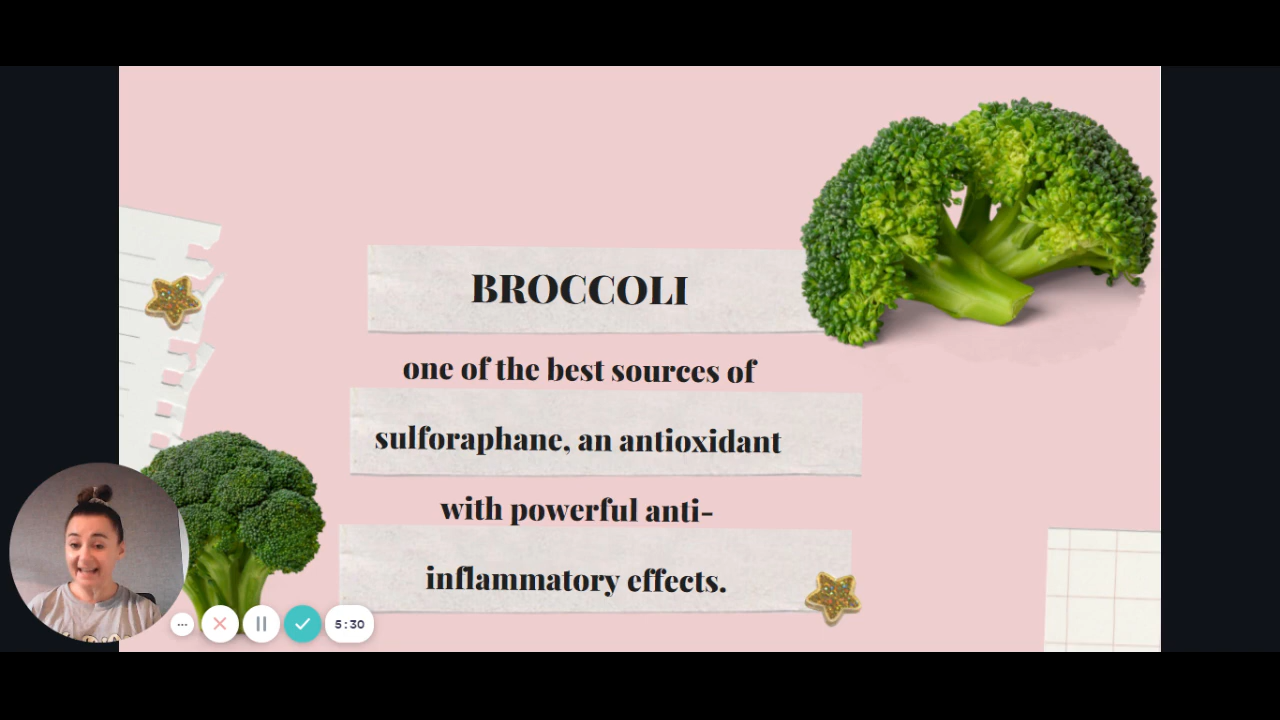 BROCCOLI
one of the best sources of
sulforaphane, an antioxidant
with powerful anti-
inflammatory effects.
5:30